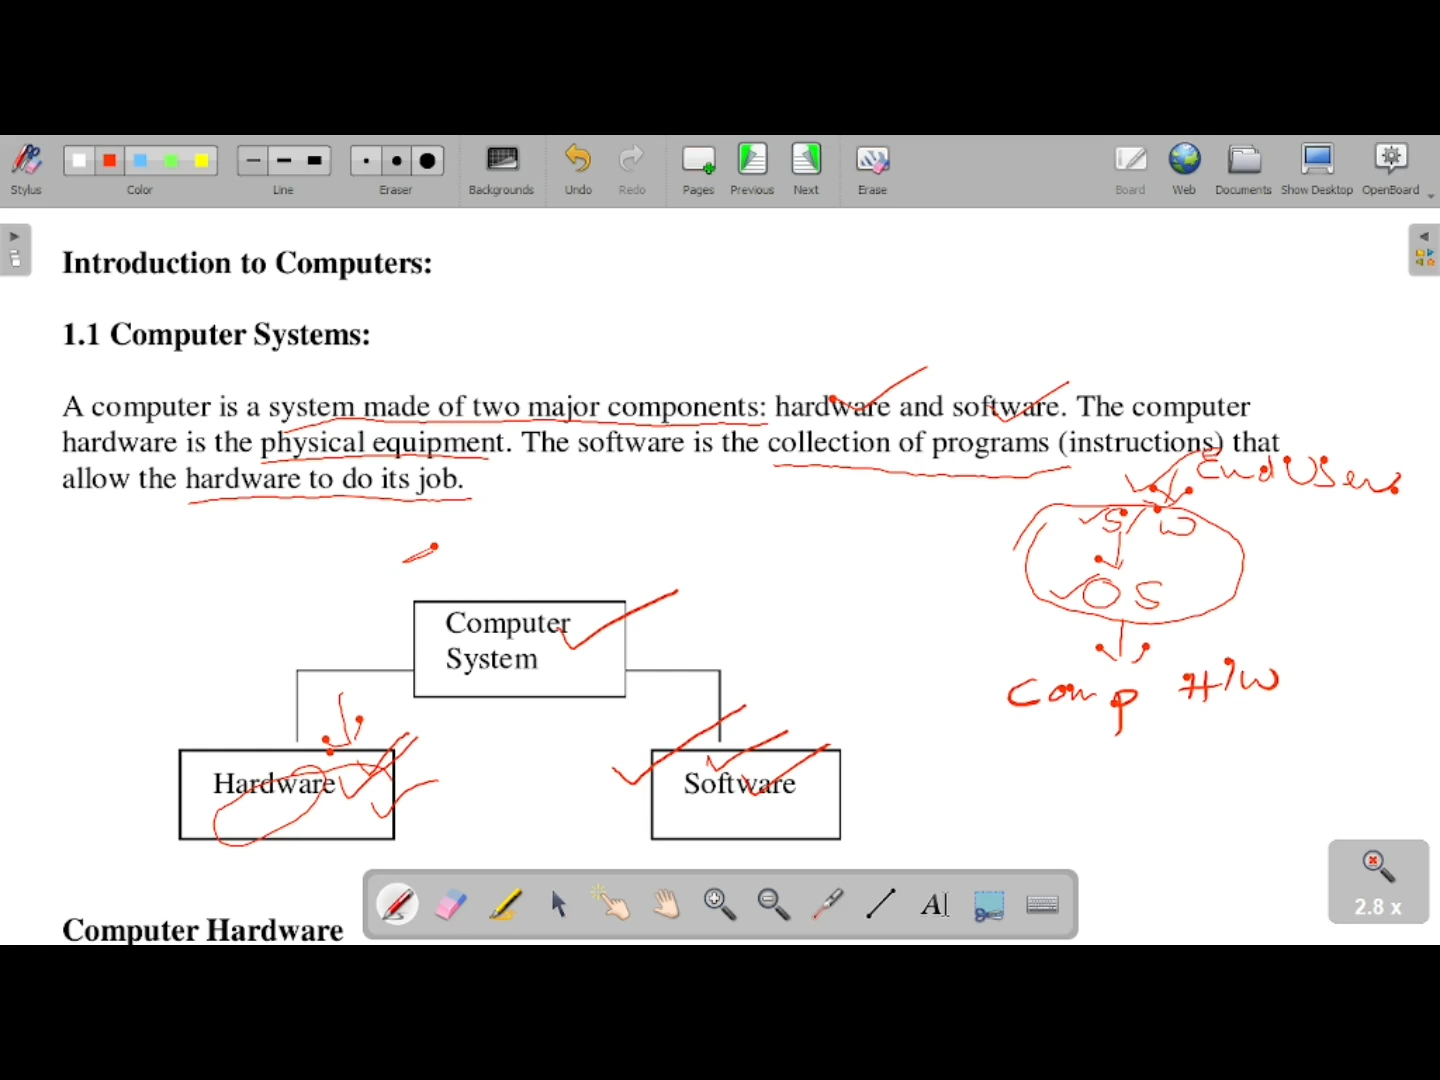 Stylus
Color
Line
Eraser
Backgrounds
Undo
Redo
Pages
Previous
Next
Erase
Board
Web
Documents
Show Desktop
OpenBoard
Introduction to Computers:
1.1 Computer Systems:
A computer is a system made of two major components: hardware and software. The computer
hardware is the physical equipment. The software is the collection of programs (instructions) that
allow the hardware to do its job.
End User
S/W
OS
Comp H/W
Computer
System
Hardware
Software
Computer Hardware
A
2.8 x